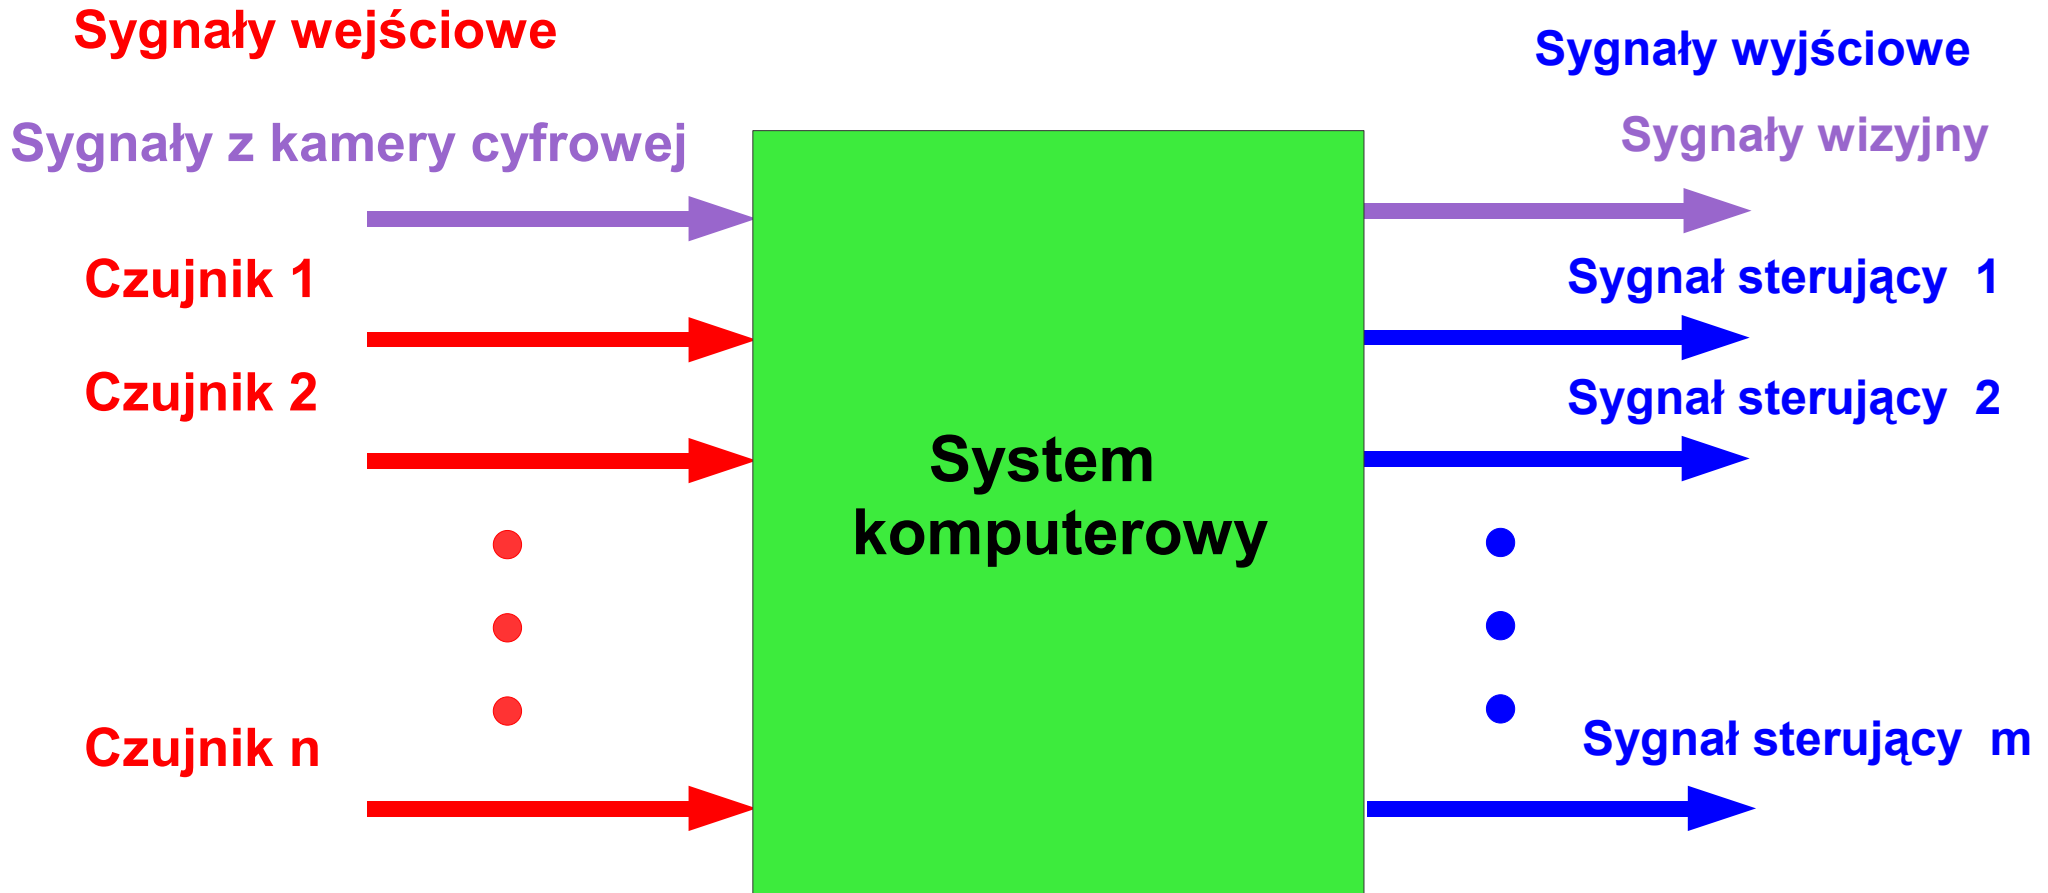 Sygnały wejściowe
Sygnały wyjściowe
Sygnały z kamery cyfrowej
Sygnały wizyjny
Czujnik 1
Sygnał sterujący 1
Czujnik 2
Sygnał sterujący 2
System
komputerowy
Czujnik n
Sygnał sterujący m